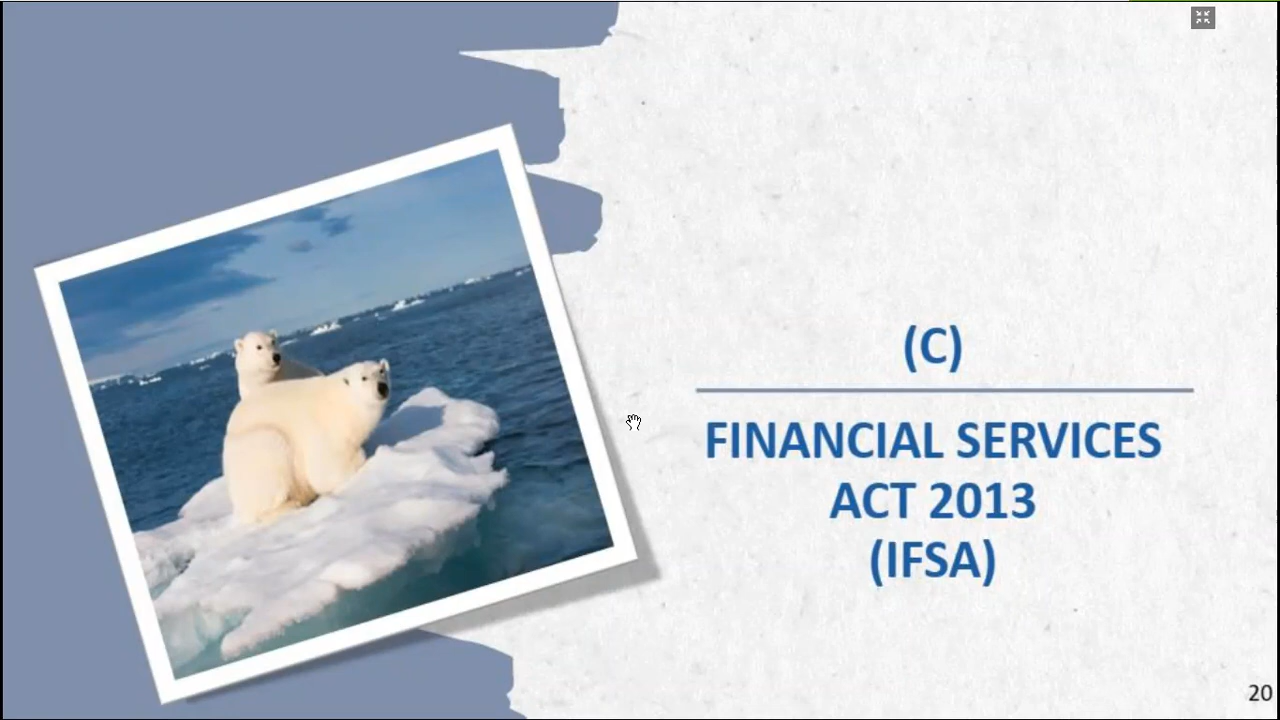 (C)
FINANCIAL SERVICES
ACT 2013
(IFSA)
20